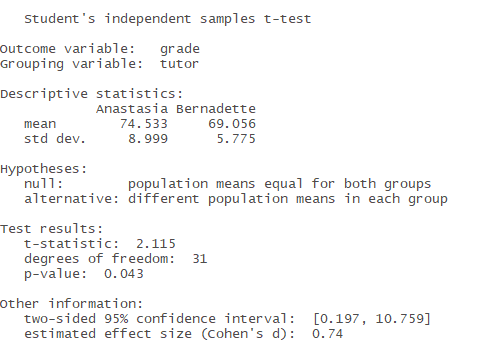 Student's independent samples t-test
Outcome variable:   grade
Grouping variable:  tutor
Descriptive statistics:
            Anastasia Bernadette
   mean        74.533     69.056
   std dev.     8.999      5.775
Hypotheses:
   null:        population means equal for both groups
   alternative: different population means in each group
Test results:
   t-statistic:  2.115
   degrees of freedom:  31
   p-value:  0.043
Other information:
   two-sided 95% confidence interval:  [0.197, 10.759]
   estimated effect size (Cohen's d):  0.74